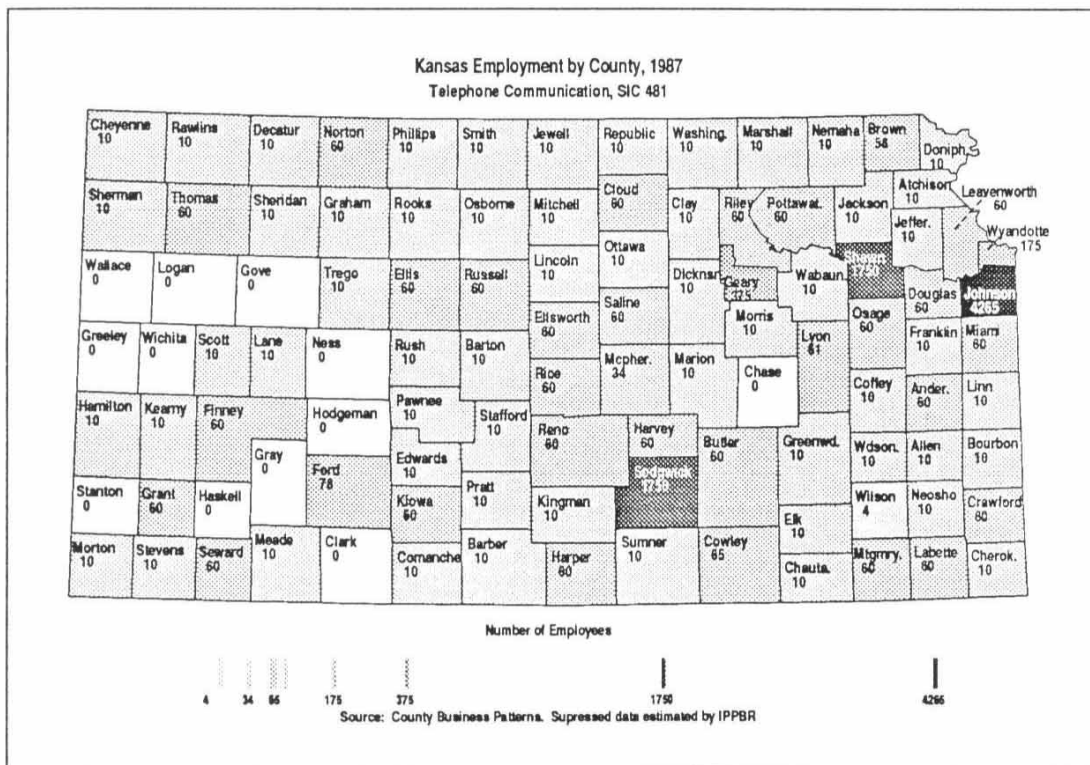 Kansas Employment by County, 1987
Telephone Communication, SIC 481
Cheyenne 10
Rawlins 10
Decatur 10
Norton 60
Phillips 10
Smith 10
Jewell 10
Republic 10
Washing. 10
Marshall 10
Nemaha 10
Brown 58
Doniph. 10
Atchison
Leavenworth 60
Wyandotte 175
Sherman 10
Thomas 60
Sheridan 10
Graham 10
Rooks 10
Osborne 10
Mitchell 10
Cloud 60
Clay 10
Riley 60
Pottawat. 60
Jackson 10
Jeffer. 10
Wallace 0
Logan 0
Gove 0
Trego 10
Ellis 60
Russell 60
Lincoln 10
Ottawa 10
Dicknsn 10
Geary 375
Wabaun. 10
1750
Douglas 60
Johnson 4265
Ellsworth 60
Saline 60
Morris 10
Osage 60
Franklin 10
Miami 60
Greeley 0
Wichita 0
Scott 10
Lane 10
Ness 0
Rush 10
Barton 10
Rice 60
Mcpher. 34
Marion 10
Chase 0
Lyon 61
Hamilton 10
Kearny 10
Finney 60
Hodgeman 0
Pawnee 10
Stafford 10
Reno 60
Harvey 60
Butler 60
Greenwd. 10
Coffey 10
Ander. 60
Linn 10
Gray 0
Ford 78
Edwards 10
1750
Wdson. 10
Allen 10
Bourbon 10
Stanton 0
Grant 60
Haskell 0
Kiowa 60
Pratt 10
Kingman 10
Elk 10
Wilson 4
Neosho 10
Crawford 60
Morton 10
Stevens 10
Seward 60
Meade 10
Clark 0
Comanche 10
Barber 10
Harper 60
Sumner 10
Cowley 65
Chauta. 10
Mtgmry. 60
Labette 60
Cherok. 10
Number of Employees
4 34 65 175 375 1750 4265
Source: County Business Patterns. Supressed data estimated by IPPBR